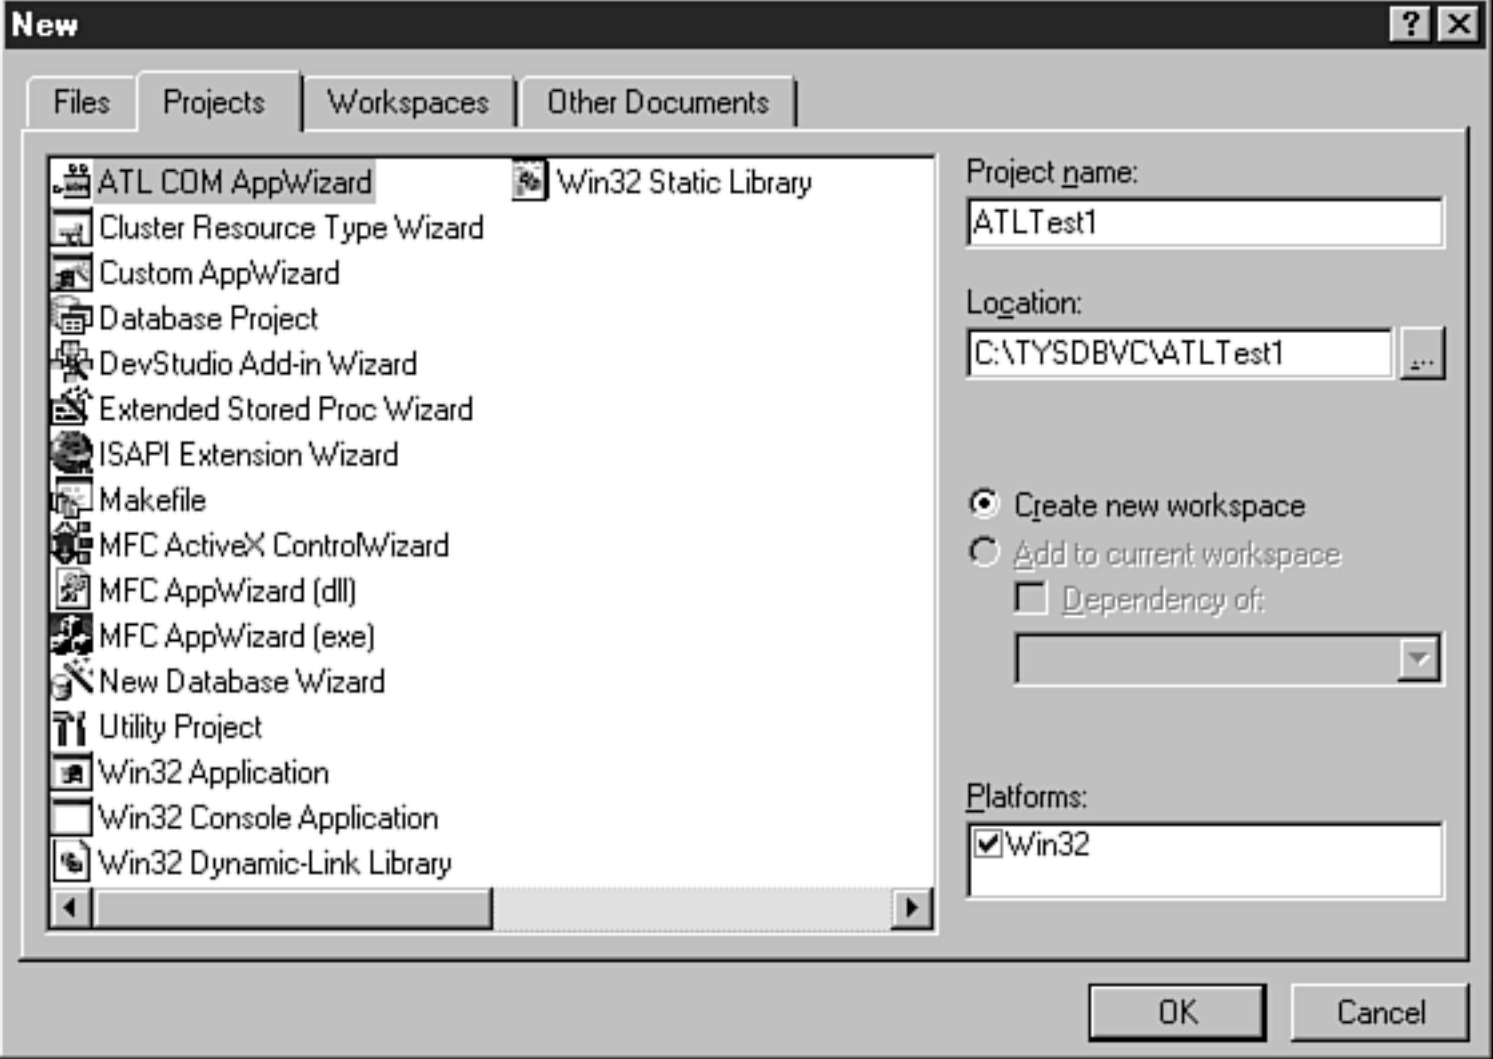 New
Files Projects Workspaces Other Documents
ATL COM AppWizard
Cluster Resource Type Wizard
Custom AppWizard
Database Project
DevStudio Add-in Wizard
Extended Stored Proc Wizard
ISAPI Extension Wizard
Makefile
MFC ActiveX ControlWizard
MFC AppWizard (dll)
MFC AppWizard (exe)
New Database Wizard
Utility Project
Win32 Application
Win32 Console Application
Win32 Dynamic-Link Library
Win32 Static Library
Project name:
ATLTest1
Location:
C:\TYSDBVC\ATLTest1
...
Create new workspace
Add to current workspace
Dependency of:
Platforms:
Win32
OK Cancel